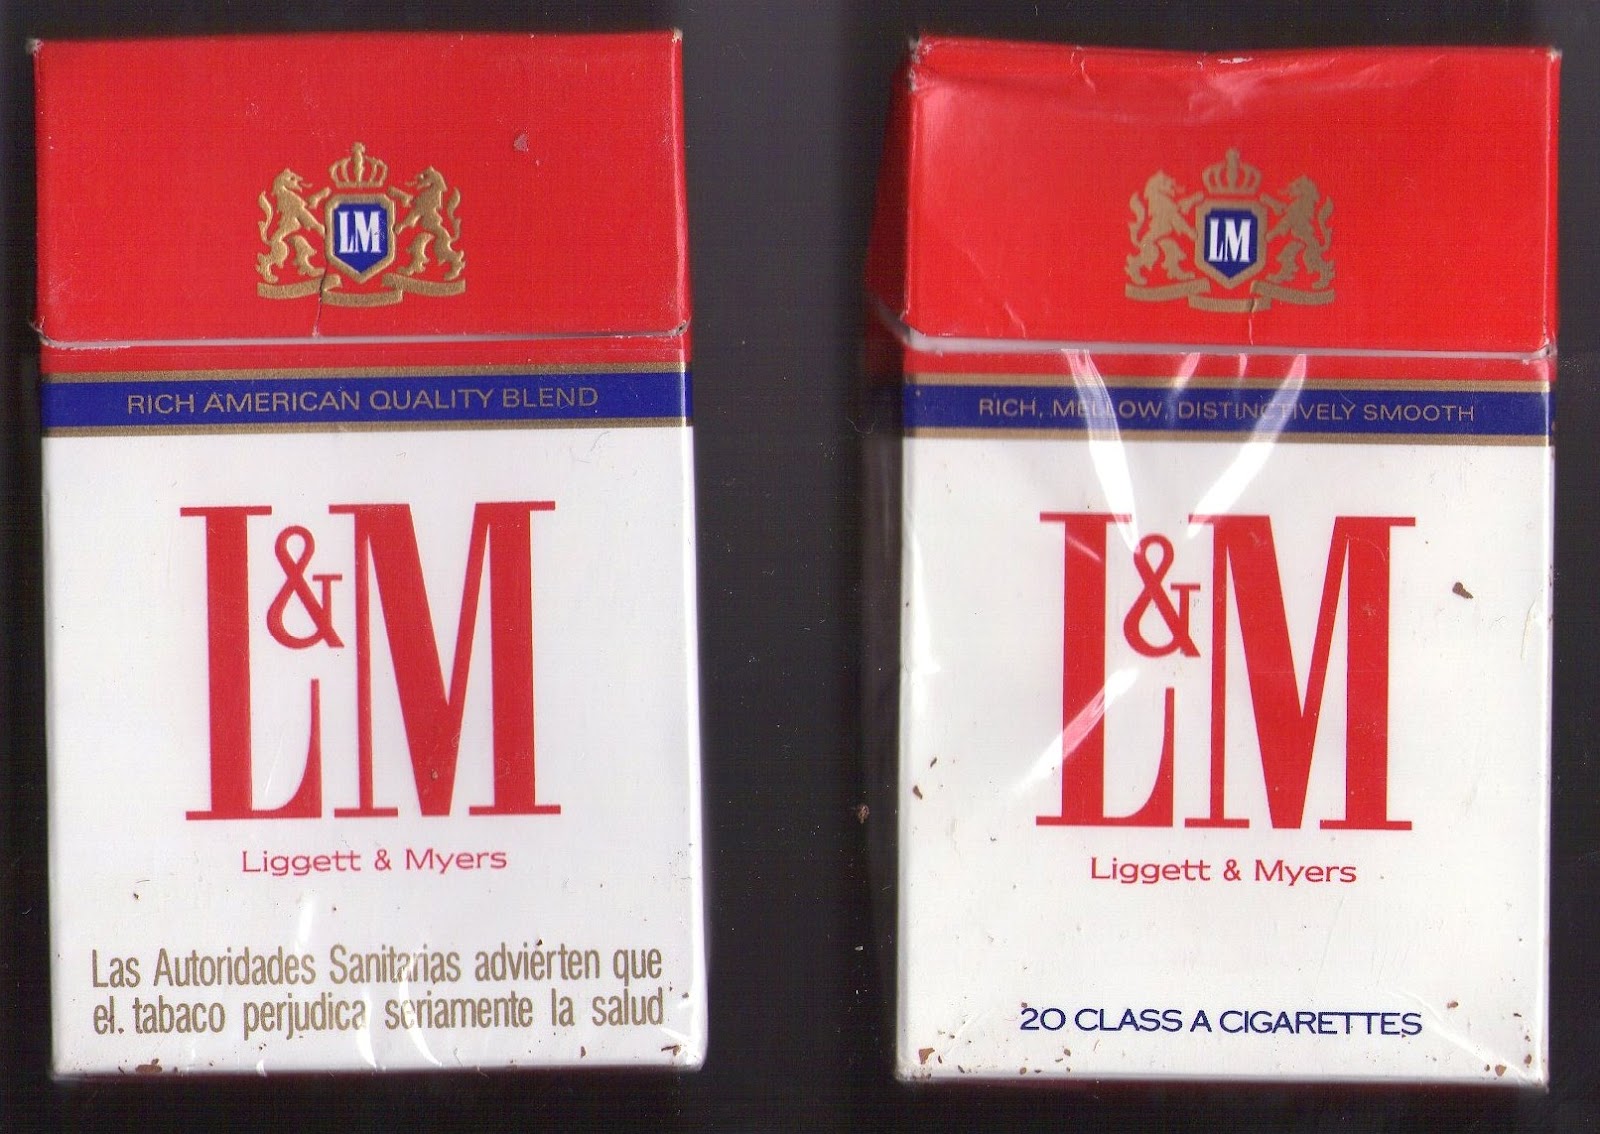 LM
RICH AMERICAN QUALITY BLEND
L&M
Liggett & Myers
Las Autoridades Sanitarias adviérten que
el. tabaco perjudica seriamente la salud
LM
RICH, MELLOW, DISTINCTIVELY SMOOTH
L&M
Liggett & Myers
20 CLASS A CIGARETTES